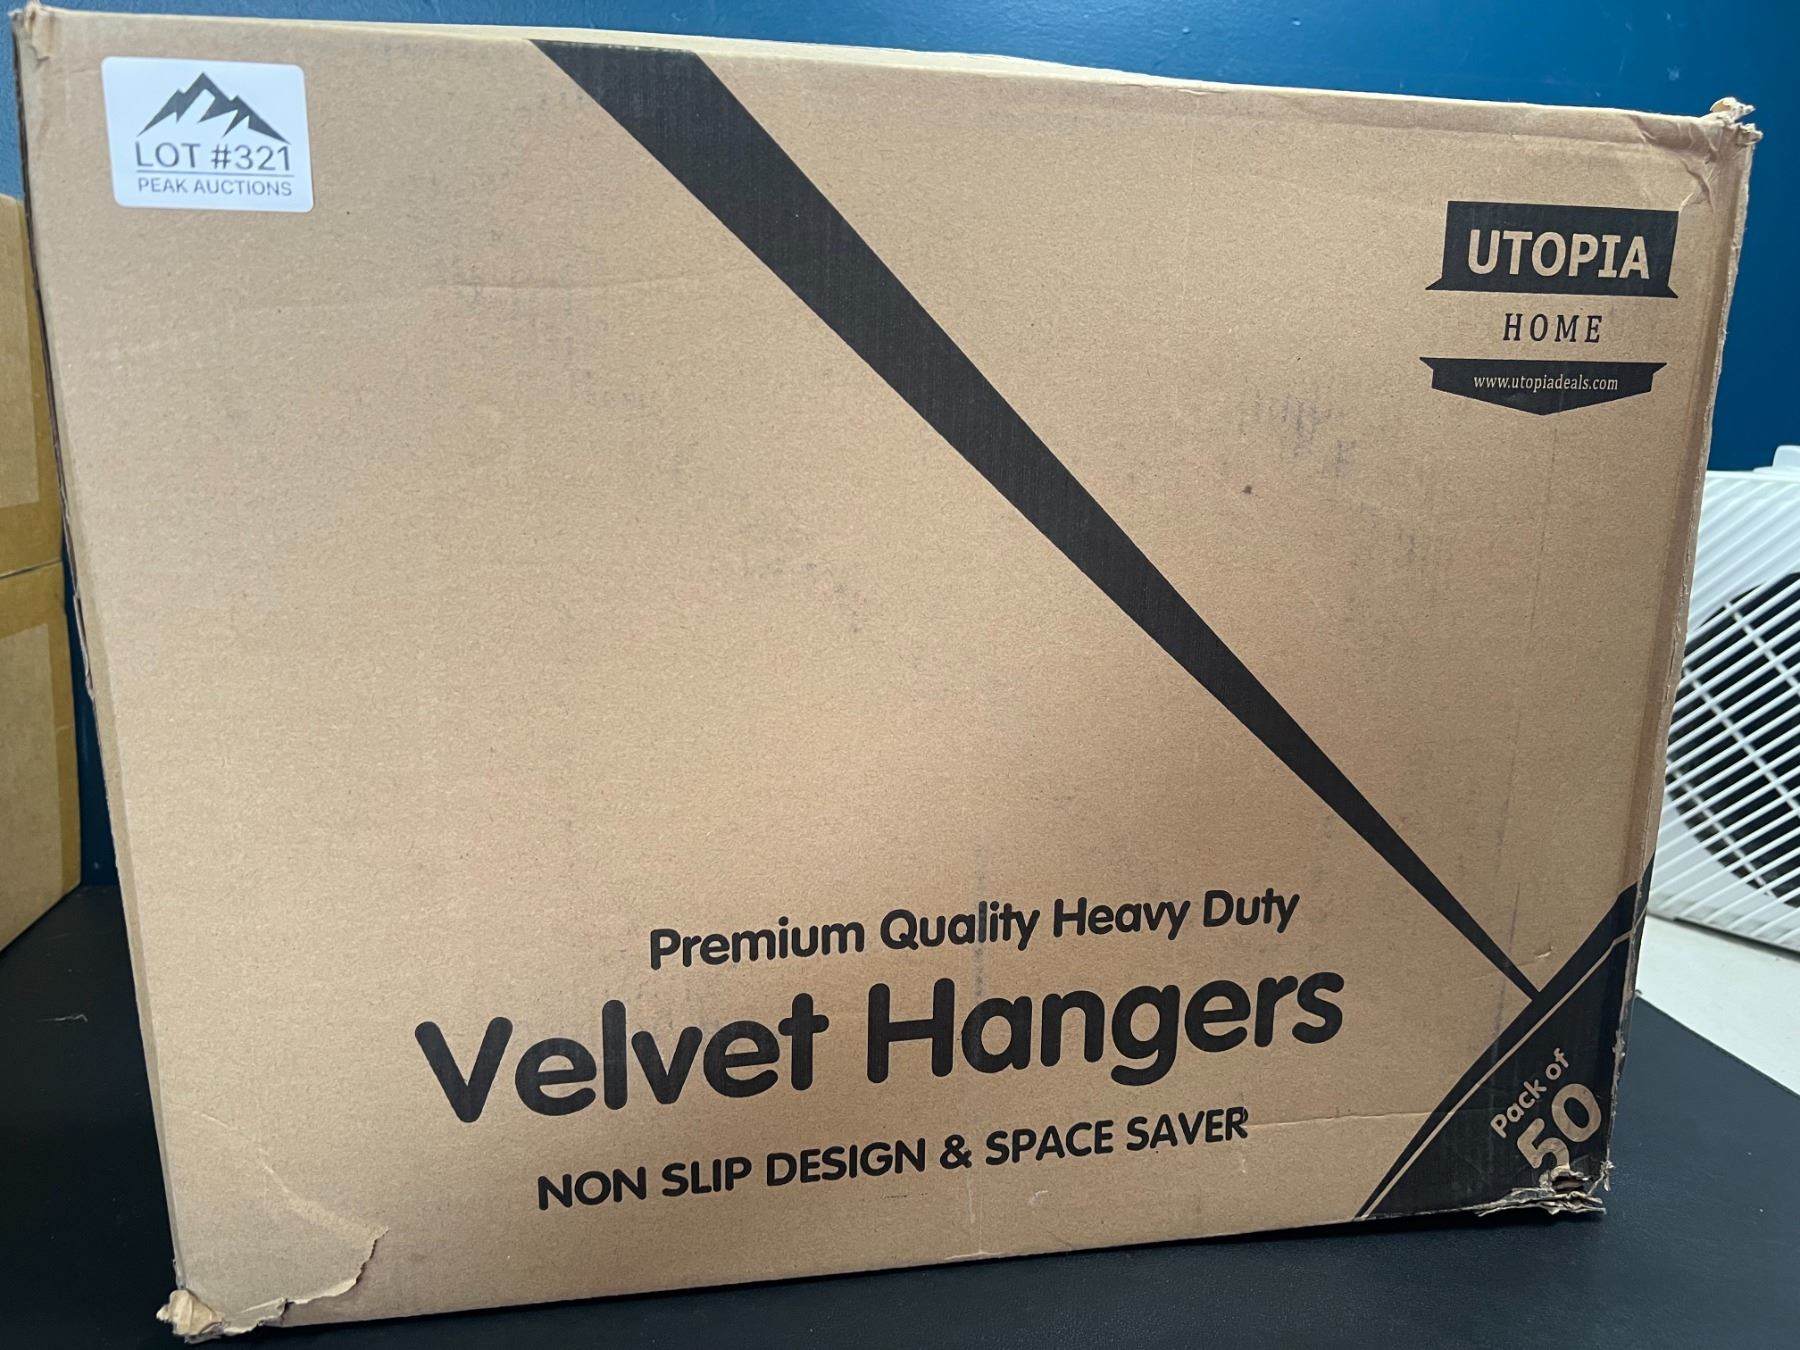 LOT #321
PEAK AUCTIONS
UTOPIA
HOME
www.utopiadeals.com
Premium Quality Heavy Duty
Velvet Hangers
NON SLIP DESIGN & SPACE SAVER
Pack of
50